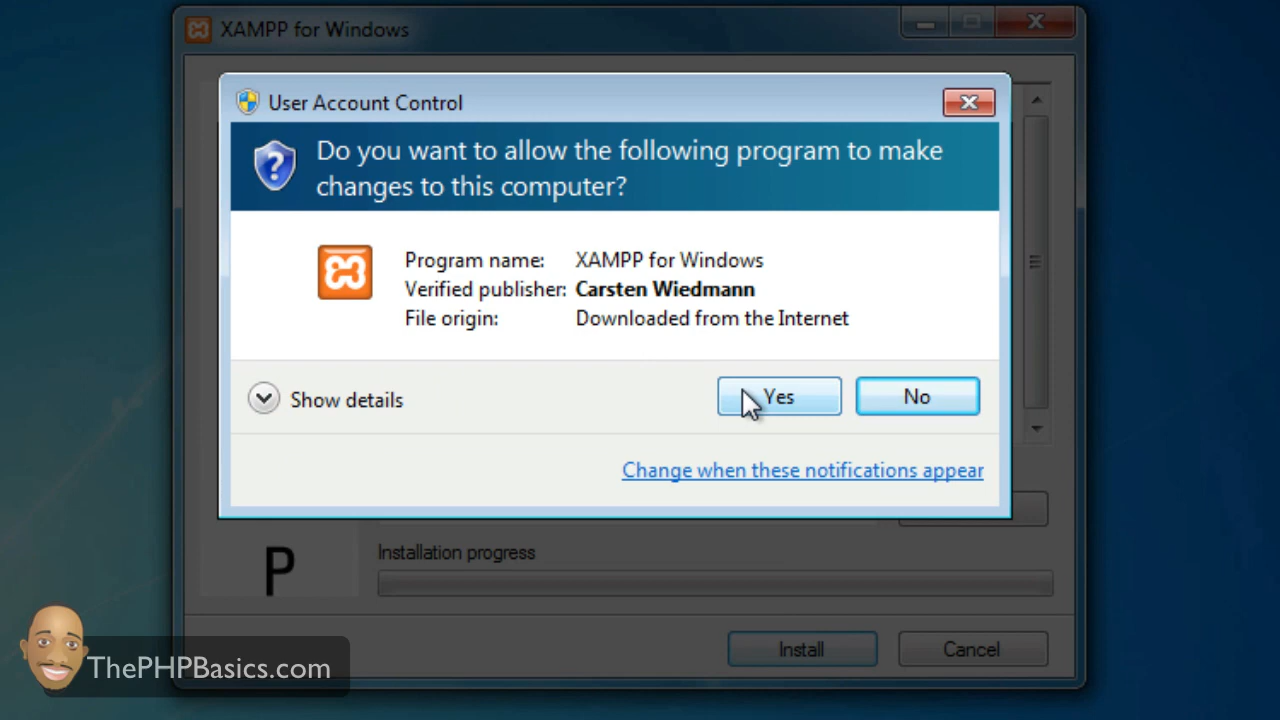 XAMPP for Windows
User Account Control
Do you want to allow the following program to make
changes to this computer?
Program name: XAMPP for Windows
Verified publisher: Carsten Wiedmann
File origin: Downloaded from the Internet
Show details
Yes
No
Change when these notifications appear
P
Installation progress
Install
Cancel
ThePHPBasics.com